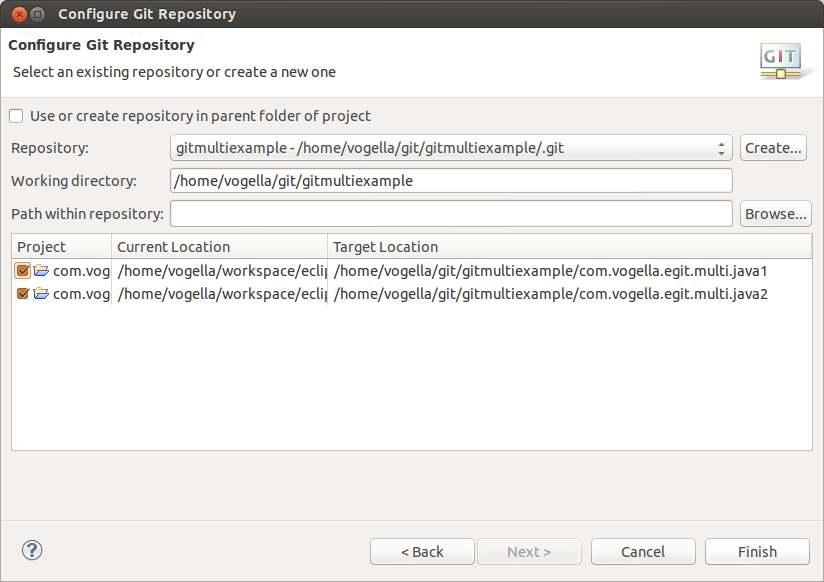 Configure Git Repository
Configure Git Repository
Select an existing repository or create a new one
GIT
Use or create repository in parent folder of project
Repository: gitmultiexample - /home/vogella/git/gitmultiexample/.git Create...
Working directory: /home/vogella/git/gitmultiexample
Path within repository: Browse...
Project Current Location Target Location
com.vog /home/vogella/workspace/eclip /home/vogella/git/gitmultiexample/com.vogella.egit.multi.java1
com.vog /home/vogella/workspace/eclip /home/vogella/git/gitmultiexample/com.vogella.egit.multi.java2
? < Back Next > Cancel Finish